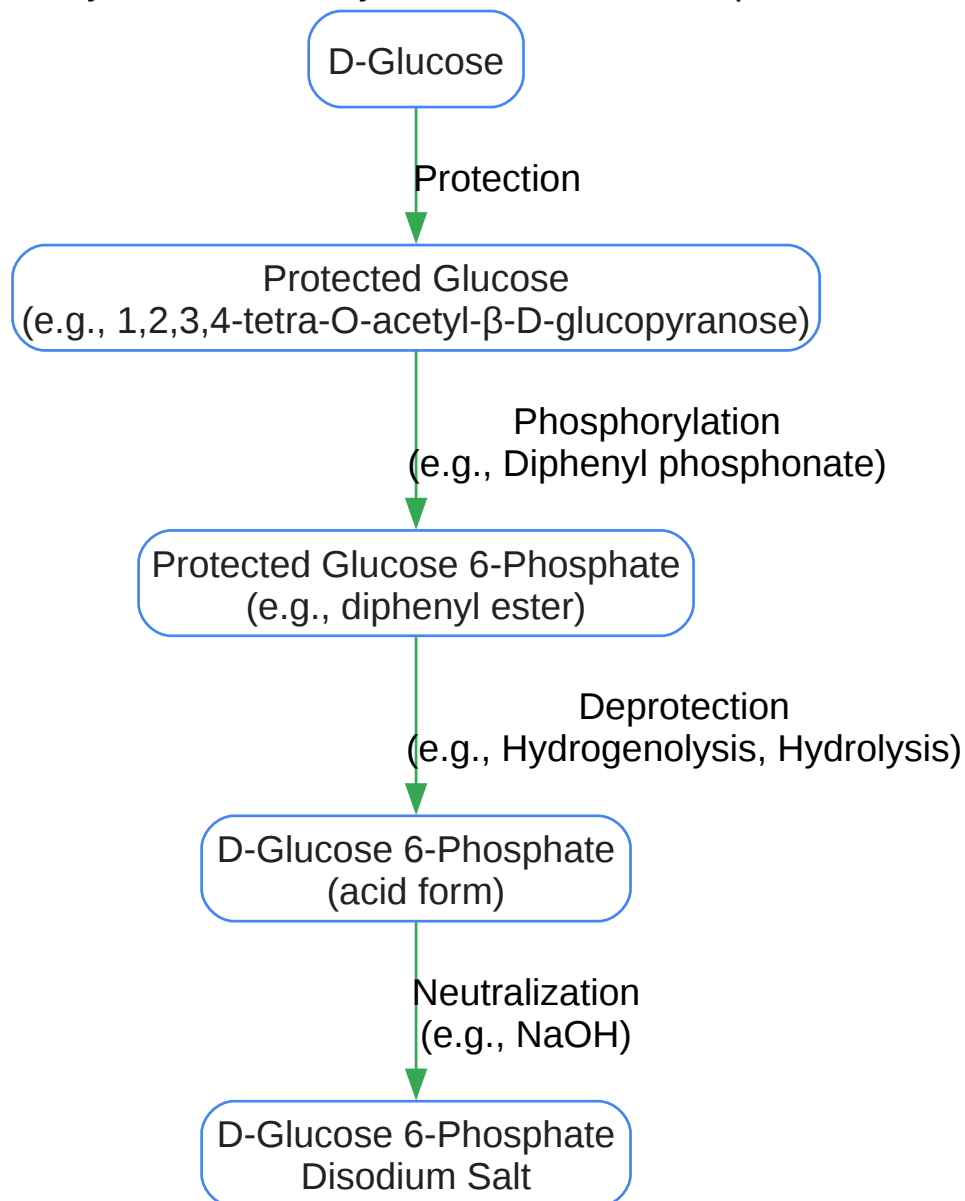 D-Glucose
Protection
Protected Glucose
(e.g., 1,2,3,4-tetra-O-acetyl-β-D-glucopyranose)
Phosphorylation
(e.g., Diphenyl phosphonate)
Protected Glucose 6-Phosphate
(e.g., diphenyl ester)
Deprotection
(e.g., Hydrogenolysis, Hydrolysis)
D-Glucose 6-Phosphate
(acid form)
Neutralization
(e.g., NaOH)
D-Glucose 6-Phosphate
Disodium Salt